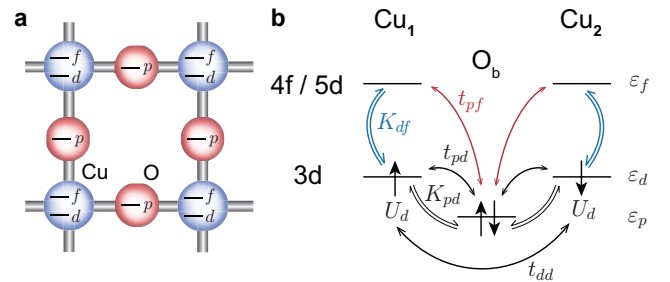 a
f
d
p
f
d
p
p
Cu
O
f
d
p
f
d
b
Cu₁
Cu₂
O_b
4f / 5d
ε_f
t_pf
K_df
t_pd
3d
ε_d
K_pd
U_d
U_d
ε_p
t_dd